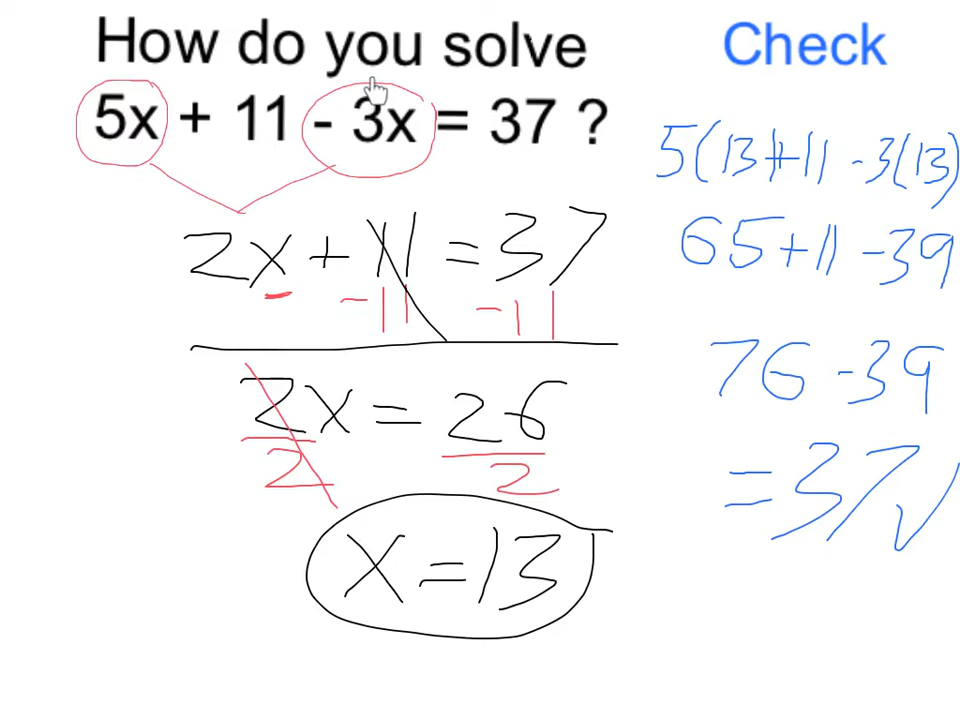 How do you solve
5x + 11 - 3x = 37 ?
2x + 11 = 37
-11 -11
2x = 26
2 2
x = 13
Check
5(13)+11 -3(13)
65+11 -39
76 -39
=37√